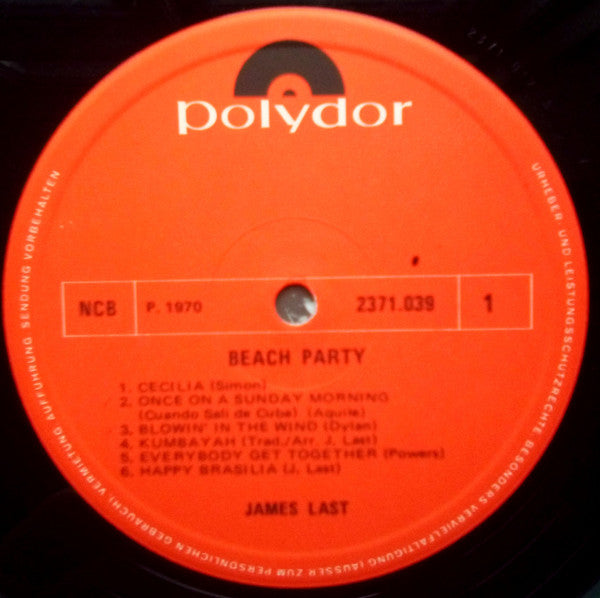 polydor
NCB
P. 1970
2371.039
1
BEACH PARTY
1. CECILIA (Simon)
2. ONCE ON A SUNDAY MORNING
(Cuando Sali de Cuba) (Aquile)
3. BLOWIN' IN THE WIND (Dylan)
4. KUMBAYAH (Trad./Arr. J. Last)
5. EVERYBODY GET TOGETHER (Powers)
6. HAPPY BRASILIA (J. Last)
JAMES LAST
URHEBER- UND LEISTUNGSSCHUTZRECHTE, BESONDERS VERVIELFÄLTIGUNG (AUSSER ZUM PERSÖNLICHEN GEBRAUCH) VERMIETUNG AUFFÜHRUNG SENDUNG VORBEHALTEN